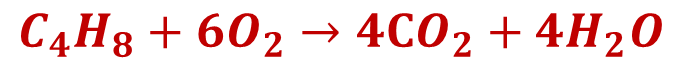 C₄H₈ + 6O₂ → 4CO₂ + 4H₂O